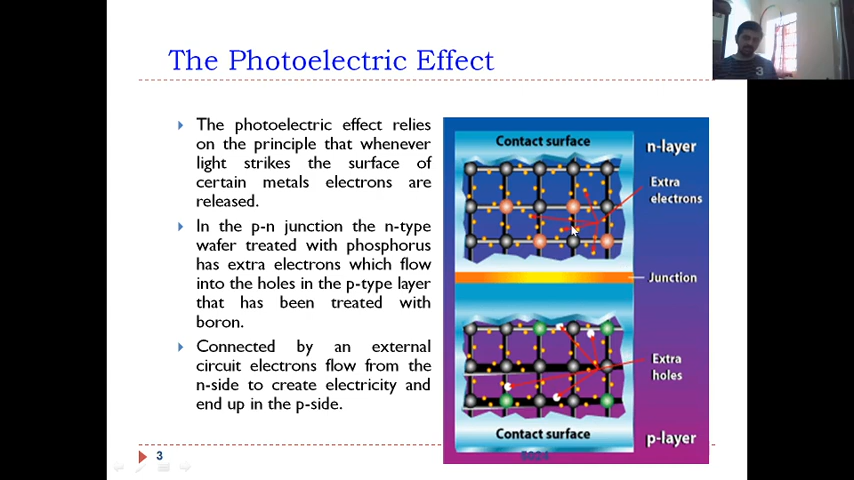 The Photoelectric Effect
3
The photoelectric effect relies
on the principle that whenever
light strikes the surface of
certain metals electrons are
released.
In the p-n junction the n-type
wafer treated with phosphorus
has extra electrons which flow
into the holes in the p-type layer
that has been treated with
boron.
Connected by an external
circuit electrons flow from the
n-side to create electricity and
end up in the p-side.
Contact surface
n-layer
Extra
electrons
Junction
Extra
holes
Contact surface
p-layer
3